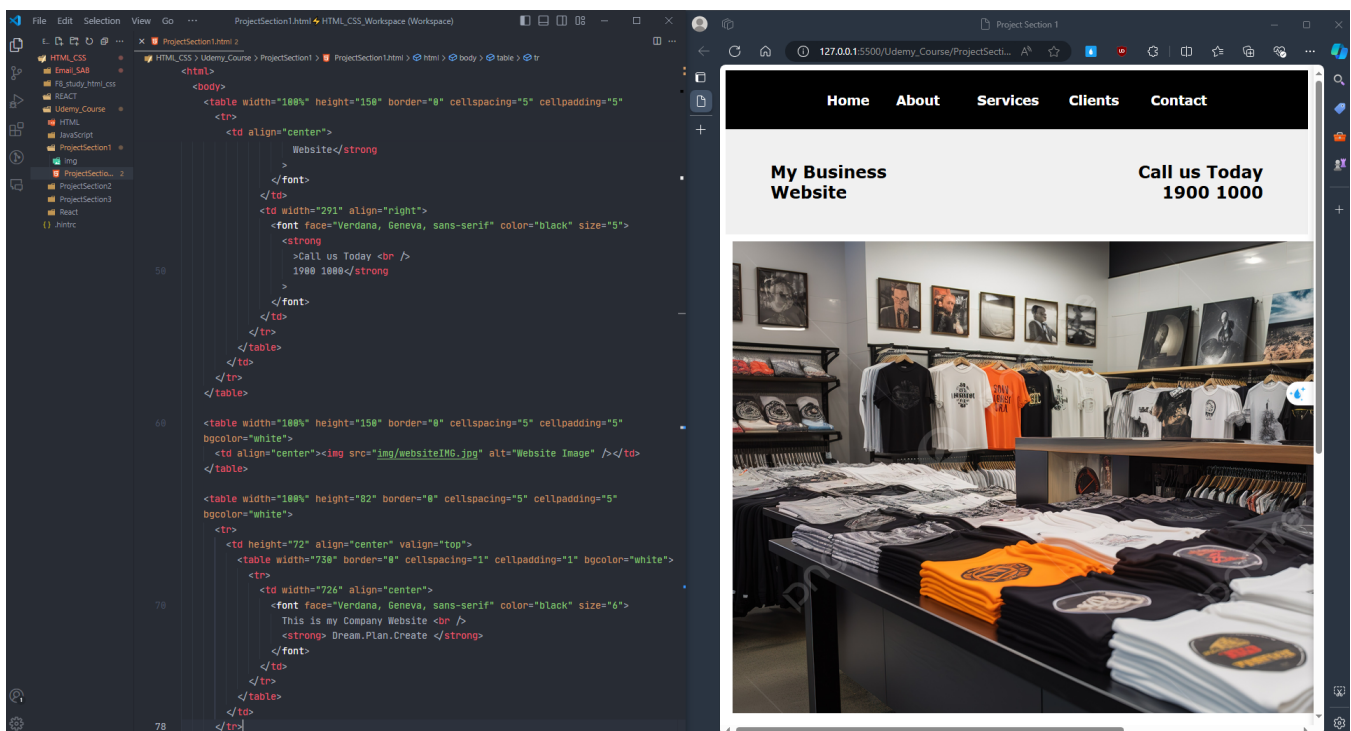 File Edit Selection View Go ··· ProjectSection1.html HTML_CSS_Workspace (Workspace)
HTML_CSS
Email_SAB
F8_study_html_css
REACT
Udemy_Course
HTML
JavaScript
ProjectSection1
img
ProjectSectio... 2
ProjectSection2
ProjectSection3
React
.hintrc
ProjectSection1.html 2
HTML_CSS > Udemy_Course > ProjectSection1 > ProjectSection1.html > html > body > table > tr
<html>
<body>
<table width="100%" height="150" border="0" cellspacing="5" cellpadding="5"
<tr>
<td align="center">
Website</strong
>
</font>
</td>
<td width="291" align="right">
<font face="Verdana, Geneva, sans-serif" color="black" size="5">
<strong
>Call us Today <br />
50 1900 1000</strong
>
</font>
</td>
</tr>
</table>
</td>
</tr>
</table>
60 <table width="100%" height="150" border="0" cellspacing="5" cellpadding="5"
bgcolor="white">
<td align="center"><img src="img/websiteIMG.jpg" alt="Website Image" /></td>
</table>
<table width="100%" height="82" border="0" cellspacing="5" cellpadding="5"
bgcolor="white">
<tr>
<td height="72" align="center" valign="top">
<table width="730" border="0" cellspacing="1" cellpadding="1" bgcolor="white">
<tr>
<td width="726" align="center">
70 <font face="Verdana, Geneva, sans-serif" color="black" size="6">
This is my Company Website <br />
<strong> Dream.Plan.Create </strong>
</font>
</td>
</tr>
</table>
</td>
78 </tr>
Project Section 1
127.0.0.1:5500/Udemy_Course/ProjectSecti...
Home About Services Clients Contact
My Business
Website
Call us Today
1900 1000